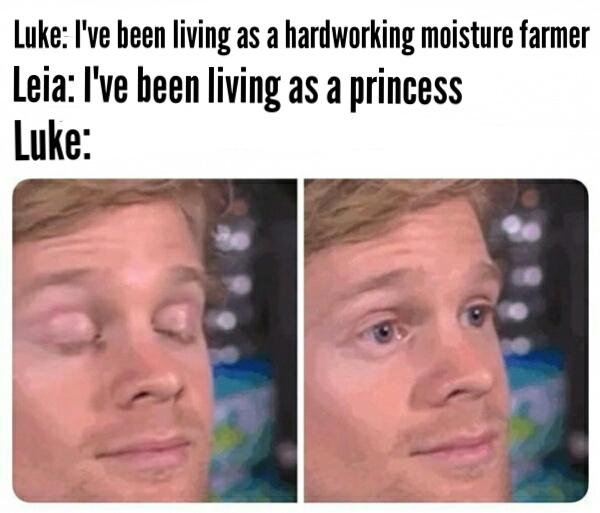 Luke: I've been living as a hardworking moisture farmer
Leia: I've been living as a princess
Luke: